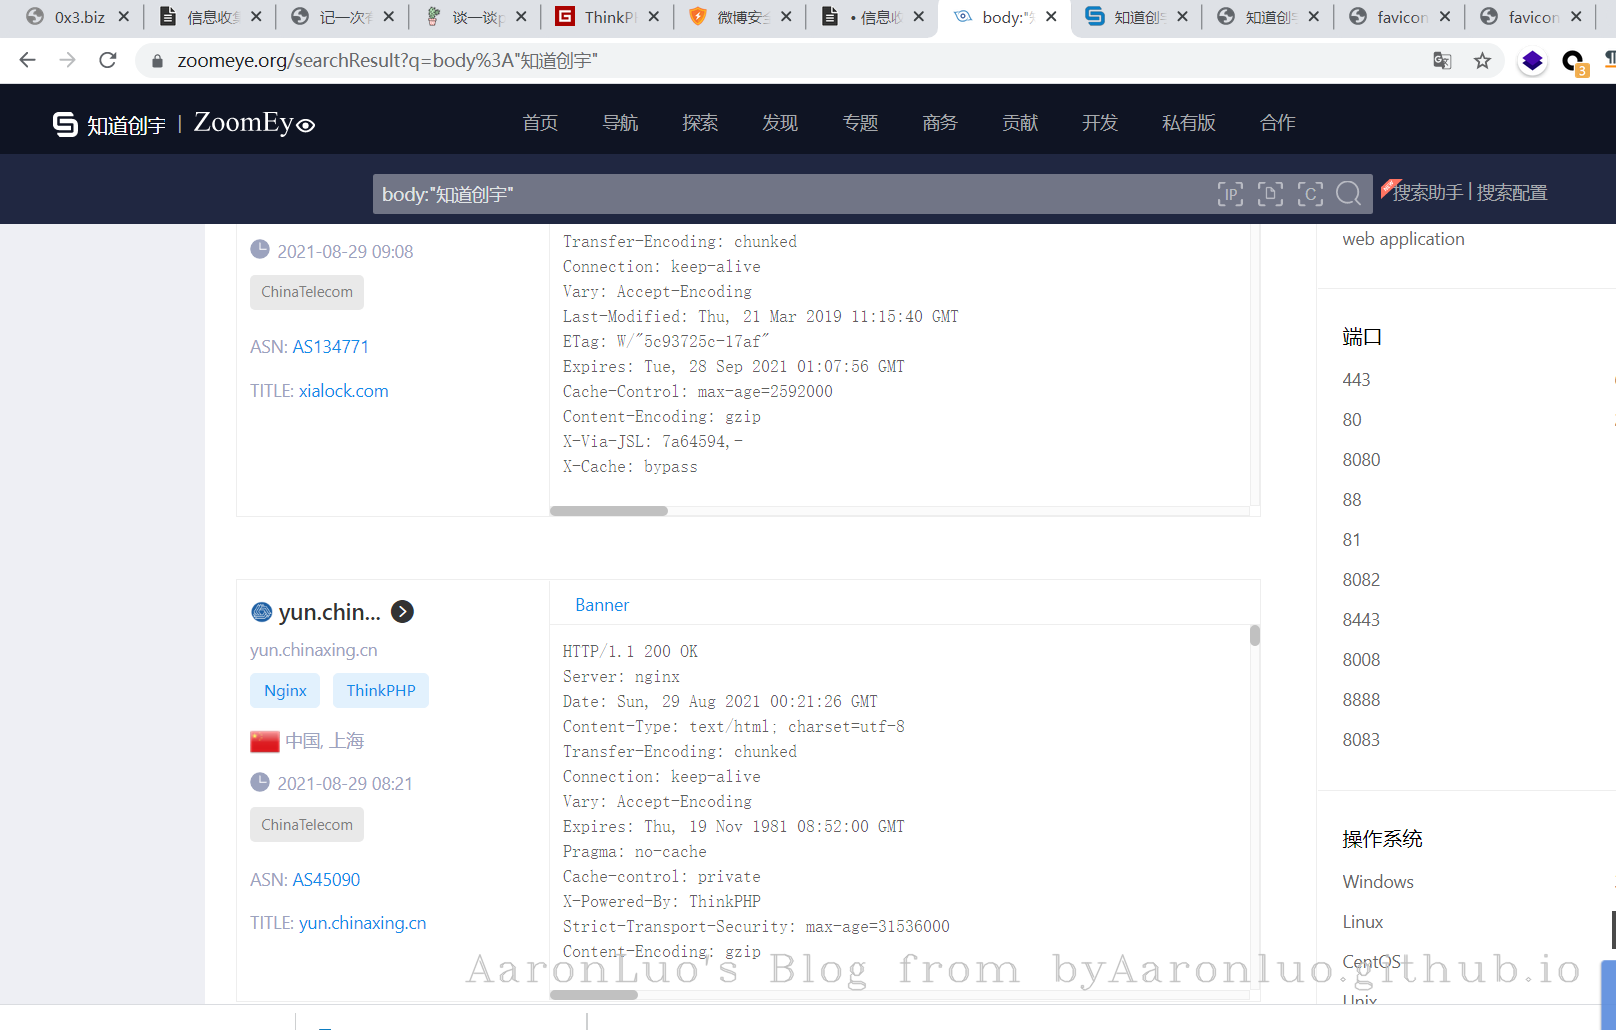 0x3.biz
信息收集
记一次
谈一谈p
ThinkPH
微博安全
• 信息收
body:"知
知道创宇
知道创宇
favicon
favicon
zoomeye.org/searchResult?q=body%3A"知道创宇"
3
知道创宇 | ZoomEye
首页 导航 探索 发现 专题 商务 贡献 开发 私有版 合作
body:"知道创宇"
IP D C
NEW
搜索助手 | 搜索配置
2021-08-29 09:08
ChinaTelecom
ASN: AS134771
TITLE: xialock.com
Transfer-Encoding: chunked
Connection: keep-alive
Vary: Accept-Encoding
Last-Modified: Thu, 21 Mar 2019 11:15:40 GMT
ETag: W/"5c93725c-17af"
Expires: Tue, 28 Sep 2021 01:07:56 GMT
Cache-Control: max-age=2592000
Content-Encoding: gzip
X-Via-JSL: 7a64594,-
X-Cache: bypass
yun.chin...
yun.chinaxing.cn
Nginx ThinkPHP
中国, 上海
2021-08-29 08:21
ChinaTelecom
ASN: AS45090
TITLE: yun.chinaxing.cn
Banner
HTTP/1.1 200 OK
Server: nginx
Date: Sun, 29 Aug 2021 00:21:26 GMT
Content-Type: text/html; charset=utf-8
Transfer-Encoding: chunked
Connection: keep-alive
Vary: Accept-Encoding
Expires: Thu, 19 Nov 1981 08:52:00 GMT
Pragma: no-cache
Cache-control: private
X-Powered-By: ThinkPHP
Strict-Transport-Security: max-age=31536000
Content-Encoding: gzip
web application
端口
443
80
8080
88
81
8082
8443
8008
8888
8083
操作系统
Windows
Linux
CentOS
Unix
AaronLuo's Blog from byAaronluo.github.io